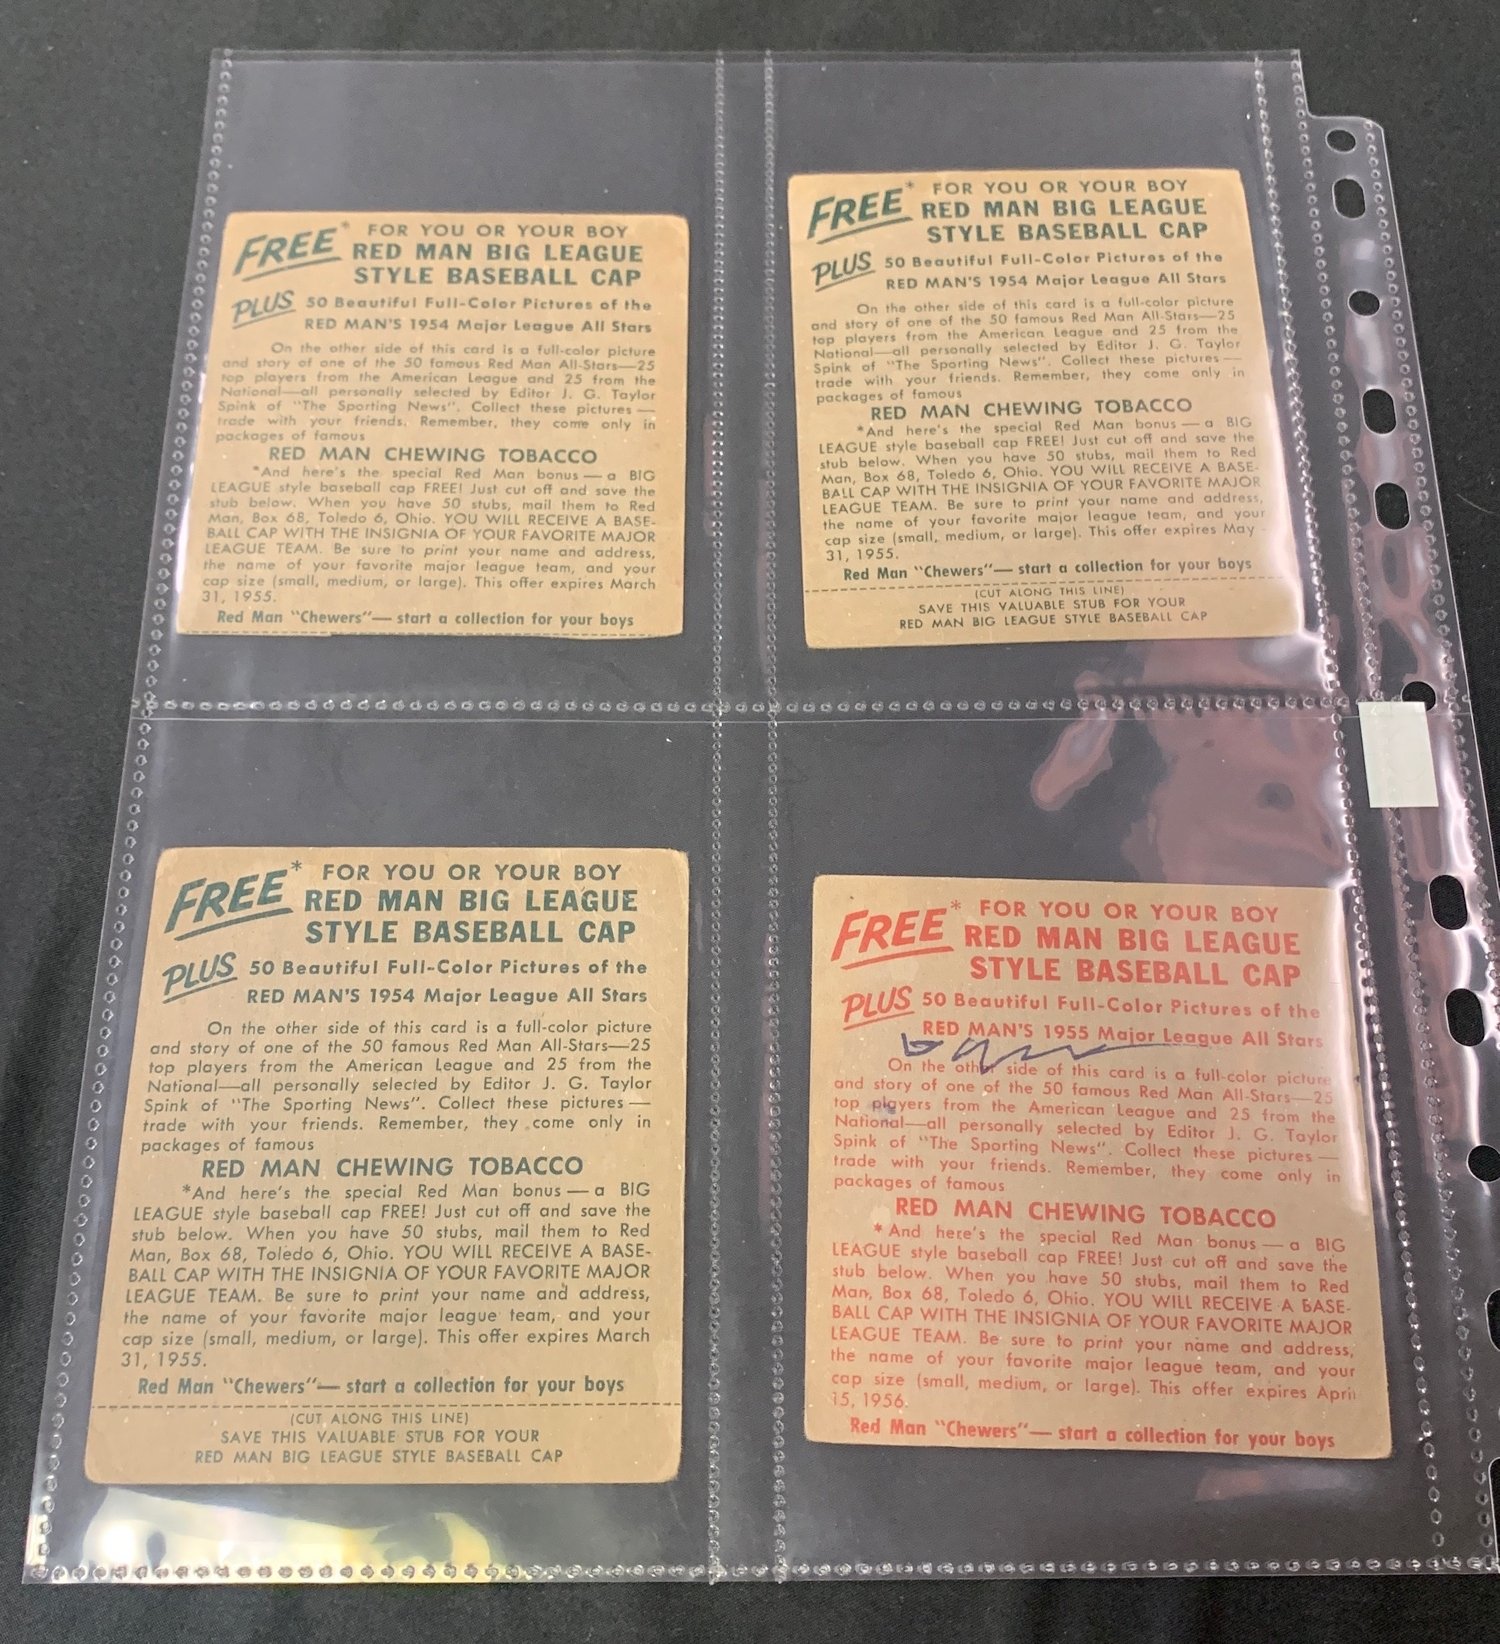 FREE* FOR YOU OR YOUR BOY
RED MAN BIG LEAGUE
STYLE BASEBALL CAP
PLUS 50 Beautiful Full-Color Pictures of the
RED MAN'S 1954 Major League All Stars
On the other side of this card is a full-color picture
and story of one of the 50 famous Red Man All-Stars—25
top players from the American League and 25 from the
National—all personally selected by Editor J. G. Taylor
Spink of "The Sporting News". Collect these pictures —
trade with your friends. Remember, they come only in
packages of famous
RED MAN CHEWING TOBACCO
*And here's the special Red Man bonus — a BIG
LEAGUE style baseball cap FREE! Just cut off and save the
stub below. When you have 50 stubs, mail them to Red
Man, Box 68, Toledo 6, Ohio. YOU WILL RECEIVE A BASE-
BALL CAP WITH THE INSIGNIA OF YOUR FAVORITE MAJOR
LEAGUE TEAM. Be sure to print your name and address,
the name of your favorite major league team, and your
cap size (small, medium, or large). This offer expires March
31, 1955.
Red Man "Chewers"— start a collection for your boys
FREE* FOR YOU OR YOUR BOY
RED MAN BIG LEAGUE
STYLE BASEBALL CAP
PLUS 50 Beautiful Full-Color Pictures of the
RED MAN'S 1954 Major League All Stars
On the other side of this card is a full-color picture
and story of one of the 50 famous Red Man All-Stars—25
top players from the American League and 25 from the
National—all personally selected by Editor J. G. Taylor
Spink of "The Sporting News". Collect these pictures —
trade with your friends. Remember, they come only in
packages of famous
RED MAN CHEWING TOBACCO
*And here's the special Red Man bonus — a BIG
LEAGUE style baseball cap FREE! Just cut off and save the
stub below. When you have 50 stubs, mail them to Red
Man, Box 68, Toledo 6, Ohio. YOU WILL RECEIVE A BASE-
BALL CAP WITH THE INSIGNIA OF YOUR FAVORITE MAJOR
LEAGUE TEAM. Be sure to print your name and address,
the name of your favorite major league team, and your
cap size (small, medium, or large). This offer expires May
31, 1955.
Red Man "Chewers"— start a collection for your boys
(CUT ALONG THIS LINE)
SAVE THIS VALUABLE STUB FOR YOUR
RED MAN BIG LEAGUE STYLE BASEBALL CAP
FREE* FOR YOU OR YOUR BOY
RED MAN BIG LEAGUE
STYLE BASEBALL CAP
PLUS 50 Beautiful Full-Color Pictures of the
RED MAN'S 1954 Major League All Stars
On the other side of this card is a full-color picture
and story of one of the 50 famous Red Man All-Stars—25
top players from the American League and 25 from the
National—all personally selected by Editor J. G. Taylor
Spink of "The Sporting News". Collect these pictures —
trade with your friends. Remember, they come only in
packages of famous
RED MAN CHEWING TOBACCO
*And here's the special Red Man bonus — a BIG
LEAGUE style baseball cap FREE! Just cut off and save the
stub below. When you have 50 stubs, mail them to Red
Man, Box 68, Toledo 6, Ohio. YOU WILL RECEIVE A BASE-
BALL CAP WITH THE INSIGNIA OF YOUR FAVORITE MAJOR
LEAGUE TEAM. Be sure to print your name and address,
the name of your favorite major league team, and your
cap size (small, medium, or large). This offer expires March
31, 1955.
Red Man "Chewers"— start a collection for your boys
(CUT ALONG THIS LINE)
SAVE THIS VALUABLE STUB FOR YOUR
RED MAN BIG LEAGUE STYLE BASEBALL CAP
FREE* FOR YOU OR YOUR BOY
RED MAN BIG LEAGUE
STYLE BASEBALL CAP
PLUS 50 Beautiful Full-Color Pictures of the
RED MAN'S 1955 Major League All Stars
On the other side of this card is a full-color picture
and story of one of the 50 famous Red Man All-Stars—25
top players from the American League and 25 from the
National—all personally selected by Editor J. G. Taylor
Spink of "The Sporting News". Collect these pictures —
trade with your friends. Remember, they come only in
packages of famous
RED MAN CHEWING TOBACCO
*And here's the special Red Man bonus — a BIG
LEAGUE style baseball cap FREE! Just cut off and save the
stub below. When you have 50 stubs, mail them to Red
Man, Box 68, Toledo 6, Ohio. YOU WILL RECEIVE A BASE-
BALL CAP WITH THE INSIGNIA OF YOUR FAVORITE MAJOR
LEAGUE TEAM. Be sure to print your name and address,
the name of your favorite major league team, and your
cap size (small, medium, or large). This offer expires April
15, 1956.
Red Man "Chewers"— start a collection for your boys